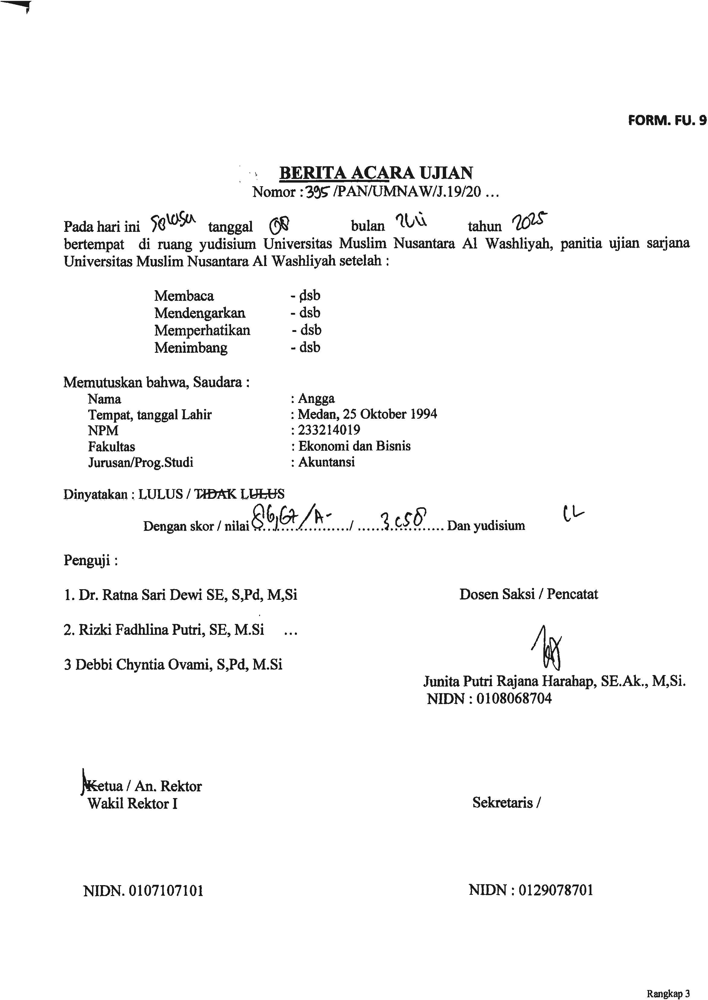 FORM. FU. 9
BERITA ACARA UJIAN
Nomor : 395 /PAN/UMNAW/J.19/20 ...
Pada hari ini Selasa tanggal 08 bulan Juli tahun 2025
bertempat di ruang yudisium Universitas Muslim Nusantara Al Washliyah, panitia ujian sarjana
Universitas Muslim Nusantara Al Washliyah setelah :
Membaca - dsb
Mendengarkan - dsb
Memperhatikan - dsb
Menimbang - dsb
Memutuskan bahwa, Saudara :
Nama : Angga
Tempat, tanggal Lahir : Medan, 25 Oktober 1994
NPM : 233214019
Fakultas : Ekonomi dan Bisnis
Jurusan/Prog.Studi : Akuntansi
Dinyatakan : LULUS / TIDAK LULUS
Dengan skor / nilai 86,67 / A- / ...... Dan yudisium
Penguji :
1. Dr. Ratna Sari Dewi SE, S,Pd, M,Si Dosen Saksi / Pencatat
2. Rizki Fadhlina Putri, SE, M.Si ...
3 Debbi Chyntia Ovami, S,Pd, M.Si
Junita Putri Rajana Harahap, SE.Ak., M,Si.
NIDN : 0108068704
Ketua / An. Rektor
Wakil Rektor I Sekretaris /
NIDN. 0107107101 NIDN : 0129078701
Rangkap 3